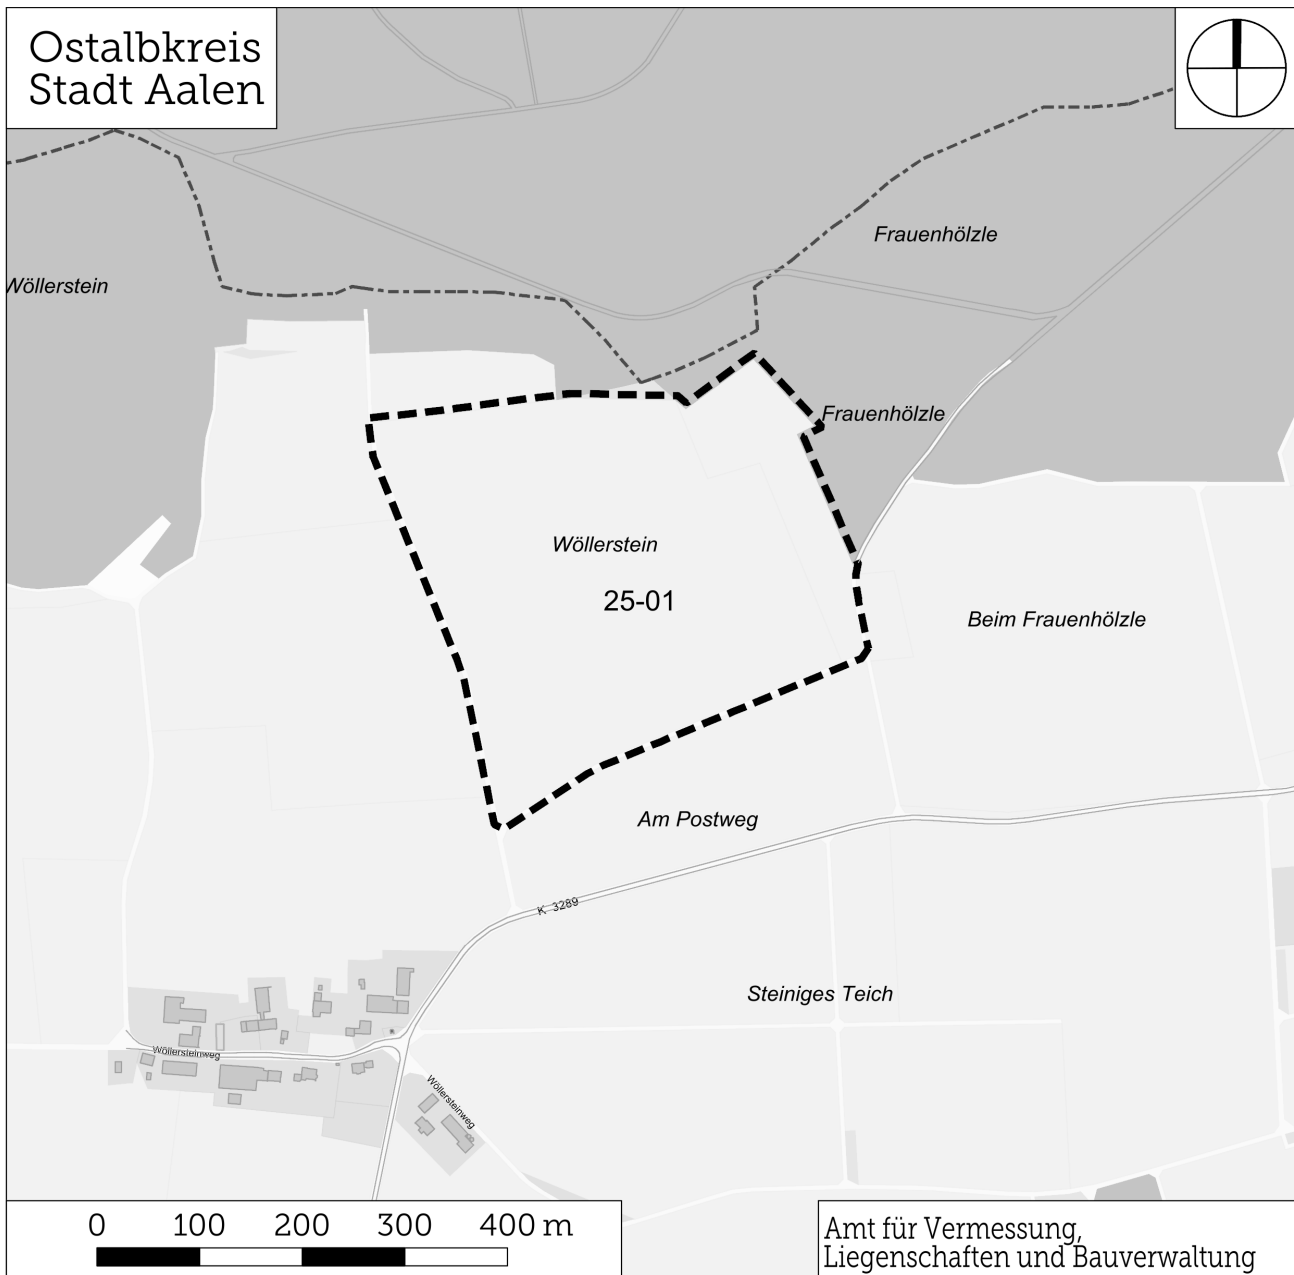 Ostalbkreis
Stadt Aalen
Frauenhölzle
Wöllerstein
Frauenhölzle
Wöllerstein
25-01
Beim Frauenhölzle
Am Postweg
K 3289
Steiniges Teich
Wöllersteinweg
Wöllersteinweg
0 100 200 300 400 m
Amt für Vermessung,
Liegenschaften und Bauverwaltung